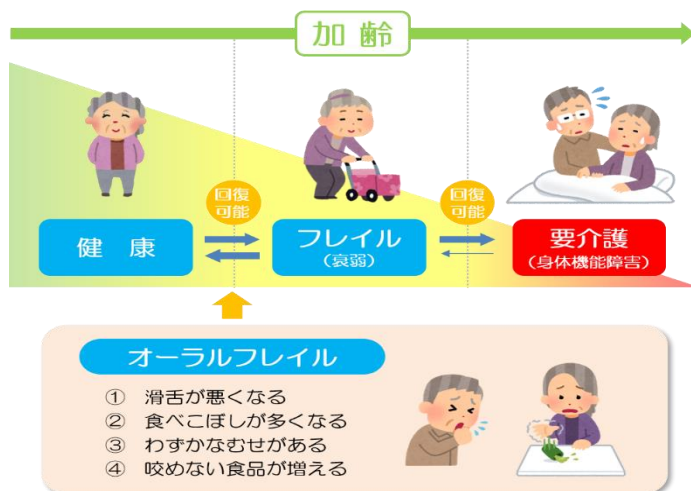 加齢
回復
可能
回復
可能
健康
フレイル
(衰弱)
要介護
(身体機能障害)
オーラルフレイル
① 滑舌が悪くなる
② 食べこぼしが多くなる
③ わずかなむせがある
④ 咬めない食品が増える